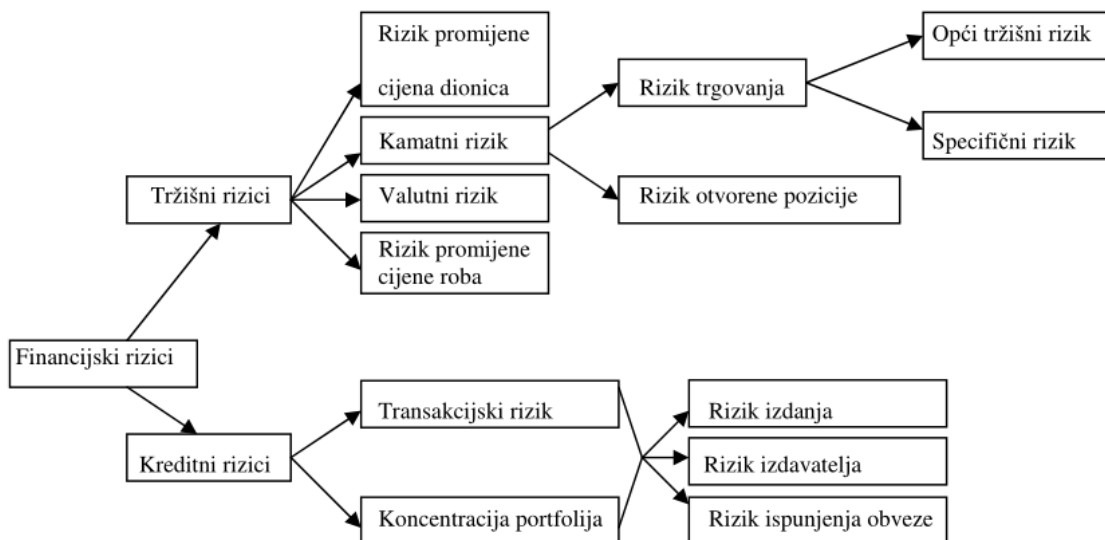 Rizik promijene
cijena dionica
Opći tržišni rizik
Rizik trgovanja
Kamatni rizik
Specifični rizik
Tržišni rizici
Valutni rizik
Rizik otvorene pozicije
Rizik promijene
cijene roba
Financijski rizici
Transakcijski rizik
Rizik izdanja
Kreditni rizici
Rizik izdavatelja
Koncentracija portfolija
Rizik ispunjenja obveze